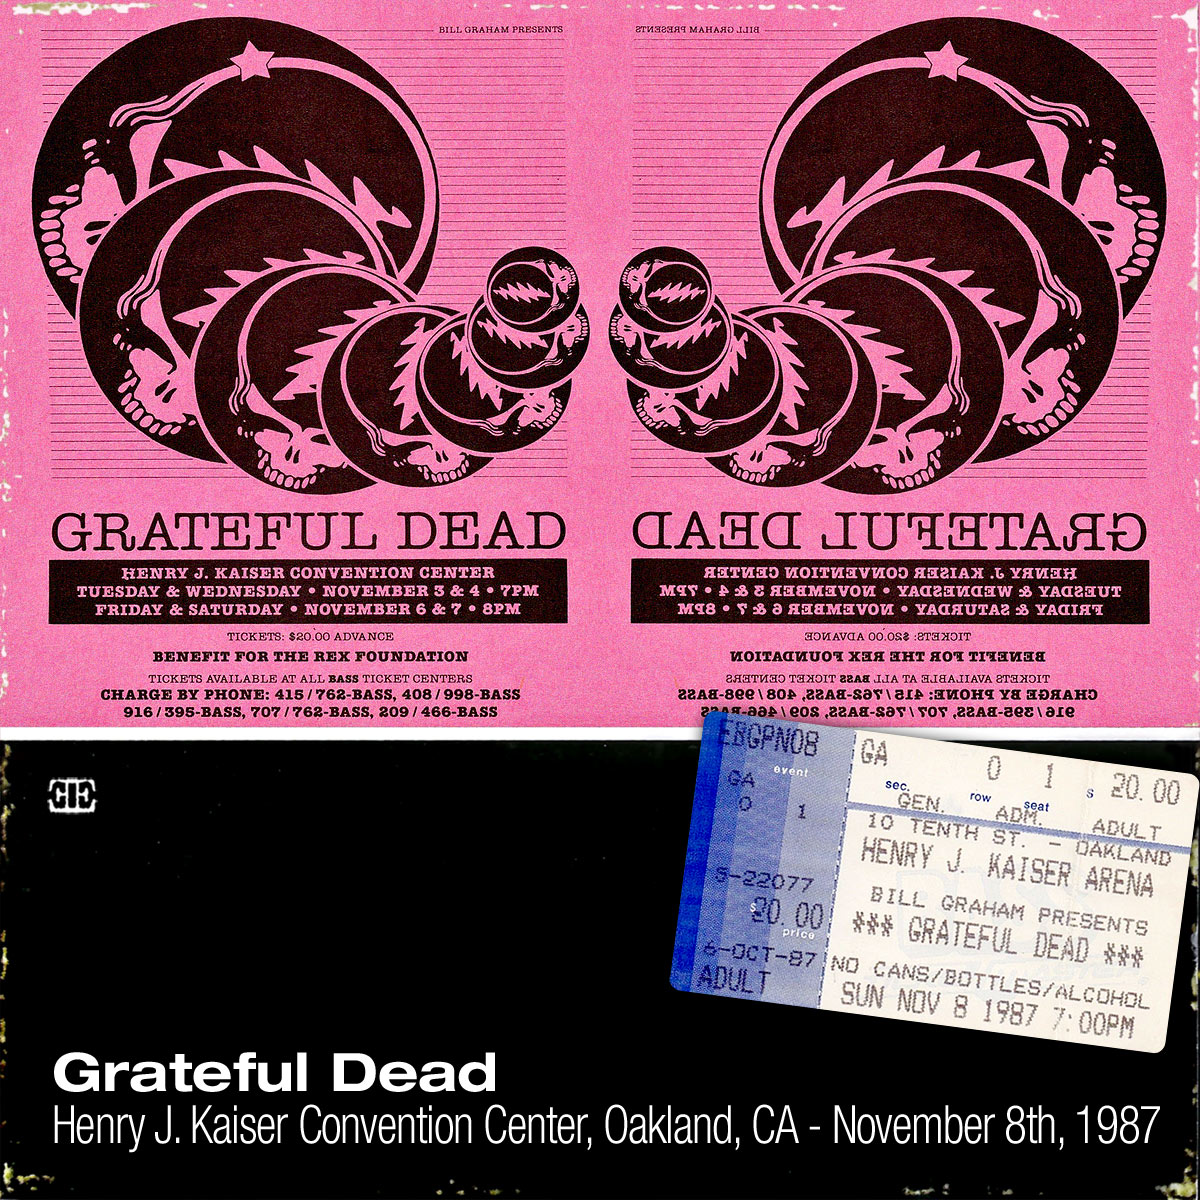 BILL GRAHAM PRESENTS
GRATEFUL DEAD
HENRY J. KAISER CONVENTION CENTER
TUESDAY & WEDNESDAY • NOVEMBER 3 & 4 • 7PM
FRIDAY & SATURDAY • NOVEMBER 6 & 7 • 8PM
TICKETS: $20.00 ADVANCE
BENEFIT FOR THE REX FOUNDATION
TICKETS AVAILABLE AT ALL BASS TICKET CENTERS
CHARGE BY PHONE: 415/762-BASS, 408/998-BASS
916/395-BASS, 707/762-BASS, 209/466-BASS
BILL GRAHAM PRESENTS
GRATEFUL DEAD
HENRY J. KAISER CONVENTION CENTER
TUESDAY & WEDNESDAY • NOVEMBER 3 & 4 • 7PM
FRIDAY & SATURDAY • NOVEMBER 6 & 7 • 8PM
TICKETS: $20.00 ADVANCE
BENEFIT FOR THE REX FOUNDATION
TICKETS AVAILABLE AT ALL BASS TICKET CENTERS
CHARGE BY PHONE: 415/762-BASS, 408/998-BASS
916/395-BASS, 707/762-BASS, 209/466-BASS
event
GA
0 1
S-22077
$20.00
price
6-OCT-87
ADULT
GA 0 1 $ 20.00
sec. row seat
GEN. ADM. ADULT
10 TENTH ST. - OAKLAND
HENRY J. KAISER ARENA
BILL GRAHAM PRESENTS
*** GRATEFUL DEAD ***
NO CANS/BOTTLES/ALCOHOL
SUN NOV 8 1987 7:00PM
Grateful Dead
Henry J. Kaiser Convention Center, Oakland, CA - November 8th, 1987